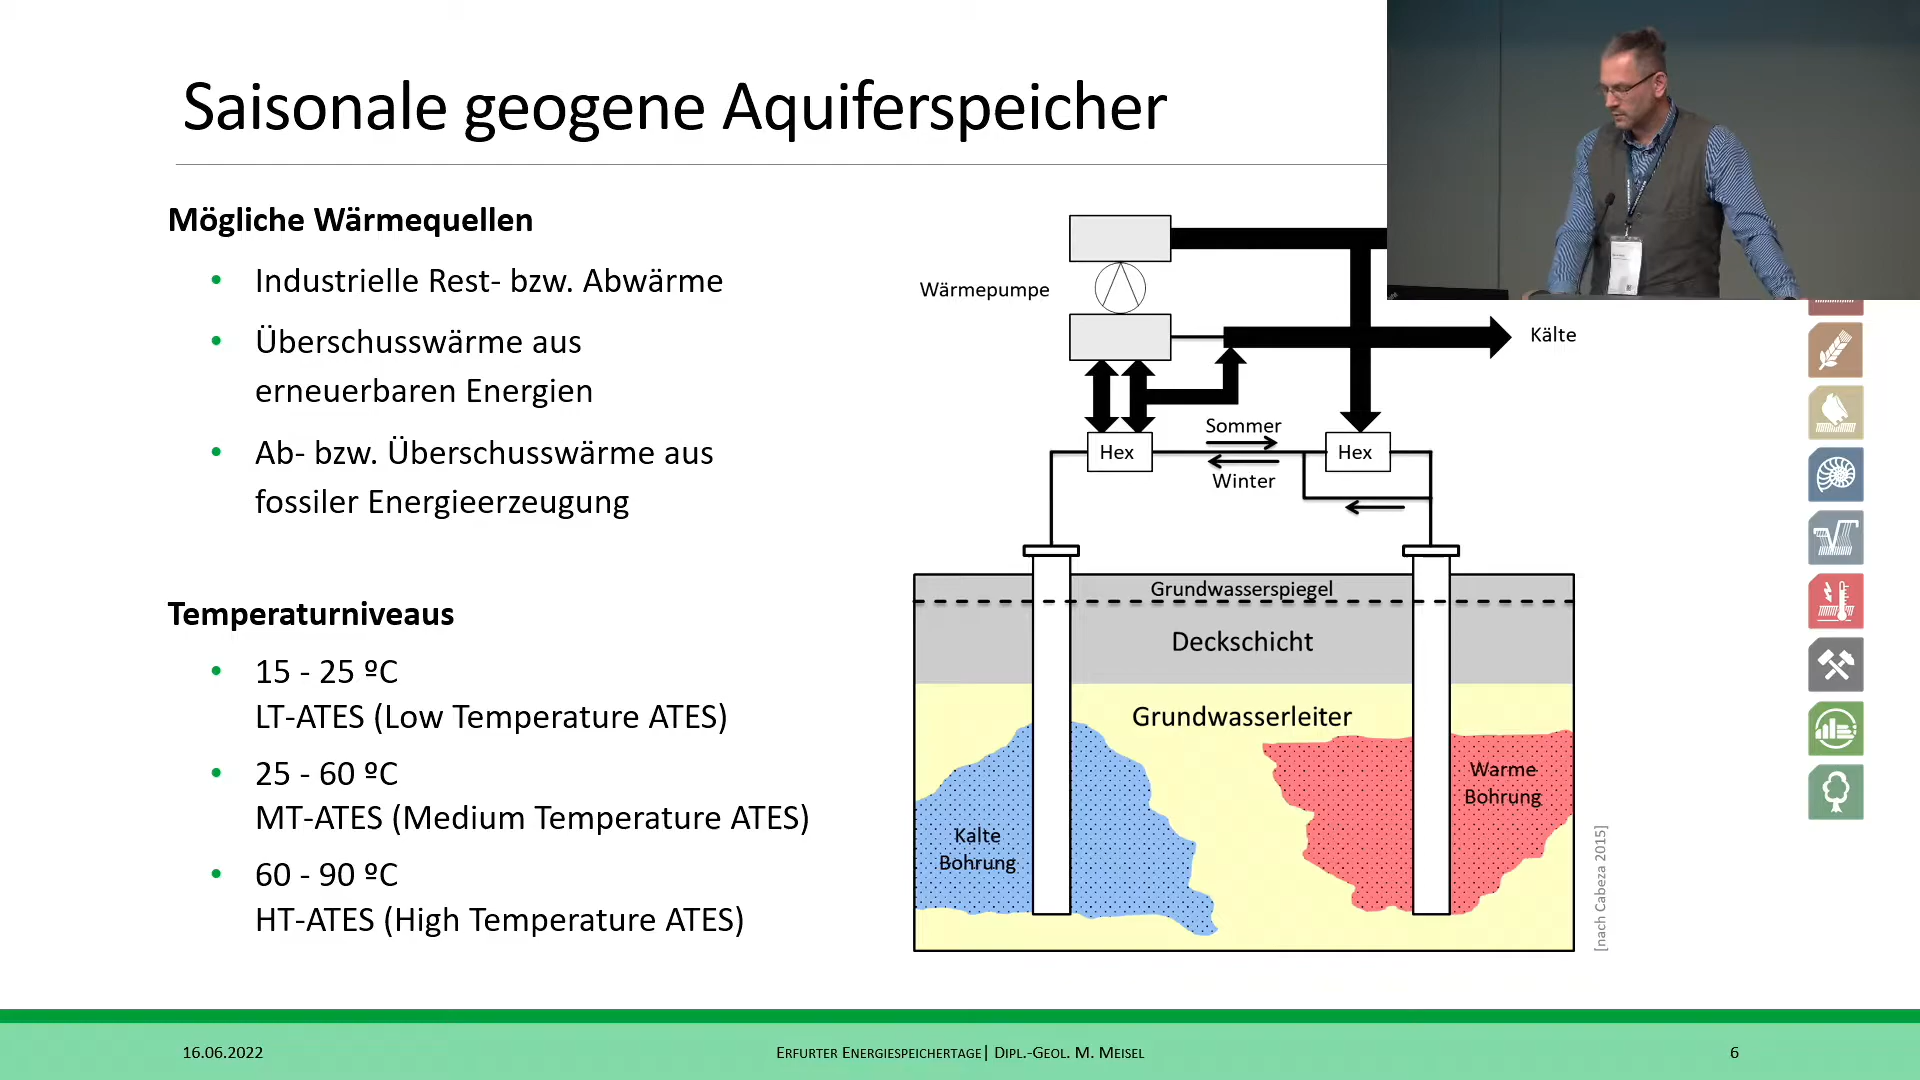 Saisonale geogene Aquiferspeicher
Mögliche Wärmequellen
• Industrielle Rest- bzw. Abwärme
• Überschusswärme aus
erneuerbaren Energien
• Ab- bzw. Überschusswärme aus
fossiler Energieerzeugung
Temperaturniveaus
• 15 - 25 ºC
LT-ATES (Low Temperature ATES)
• 25 - 60 ºC
MT-ATES (Medium Temperature ATES)
• 60 - 90 ºC
HT-ATES (High Temperature ATES)
Wärmepumpe
Kälte
Sommer
Hex
Hex
Winter
Grundwasserspiegel
Deckschicht
Grundwasserleiter
Warme
Bohrung
Kalte
Bohrung
[nach Cabeza 2015]
16.06.2022
Erfurter Energiespeichertage| Dipl.-Geol. M. Meisel
6